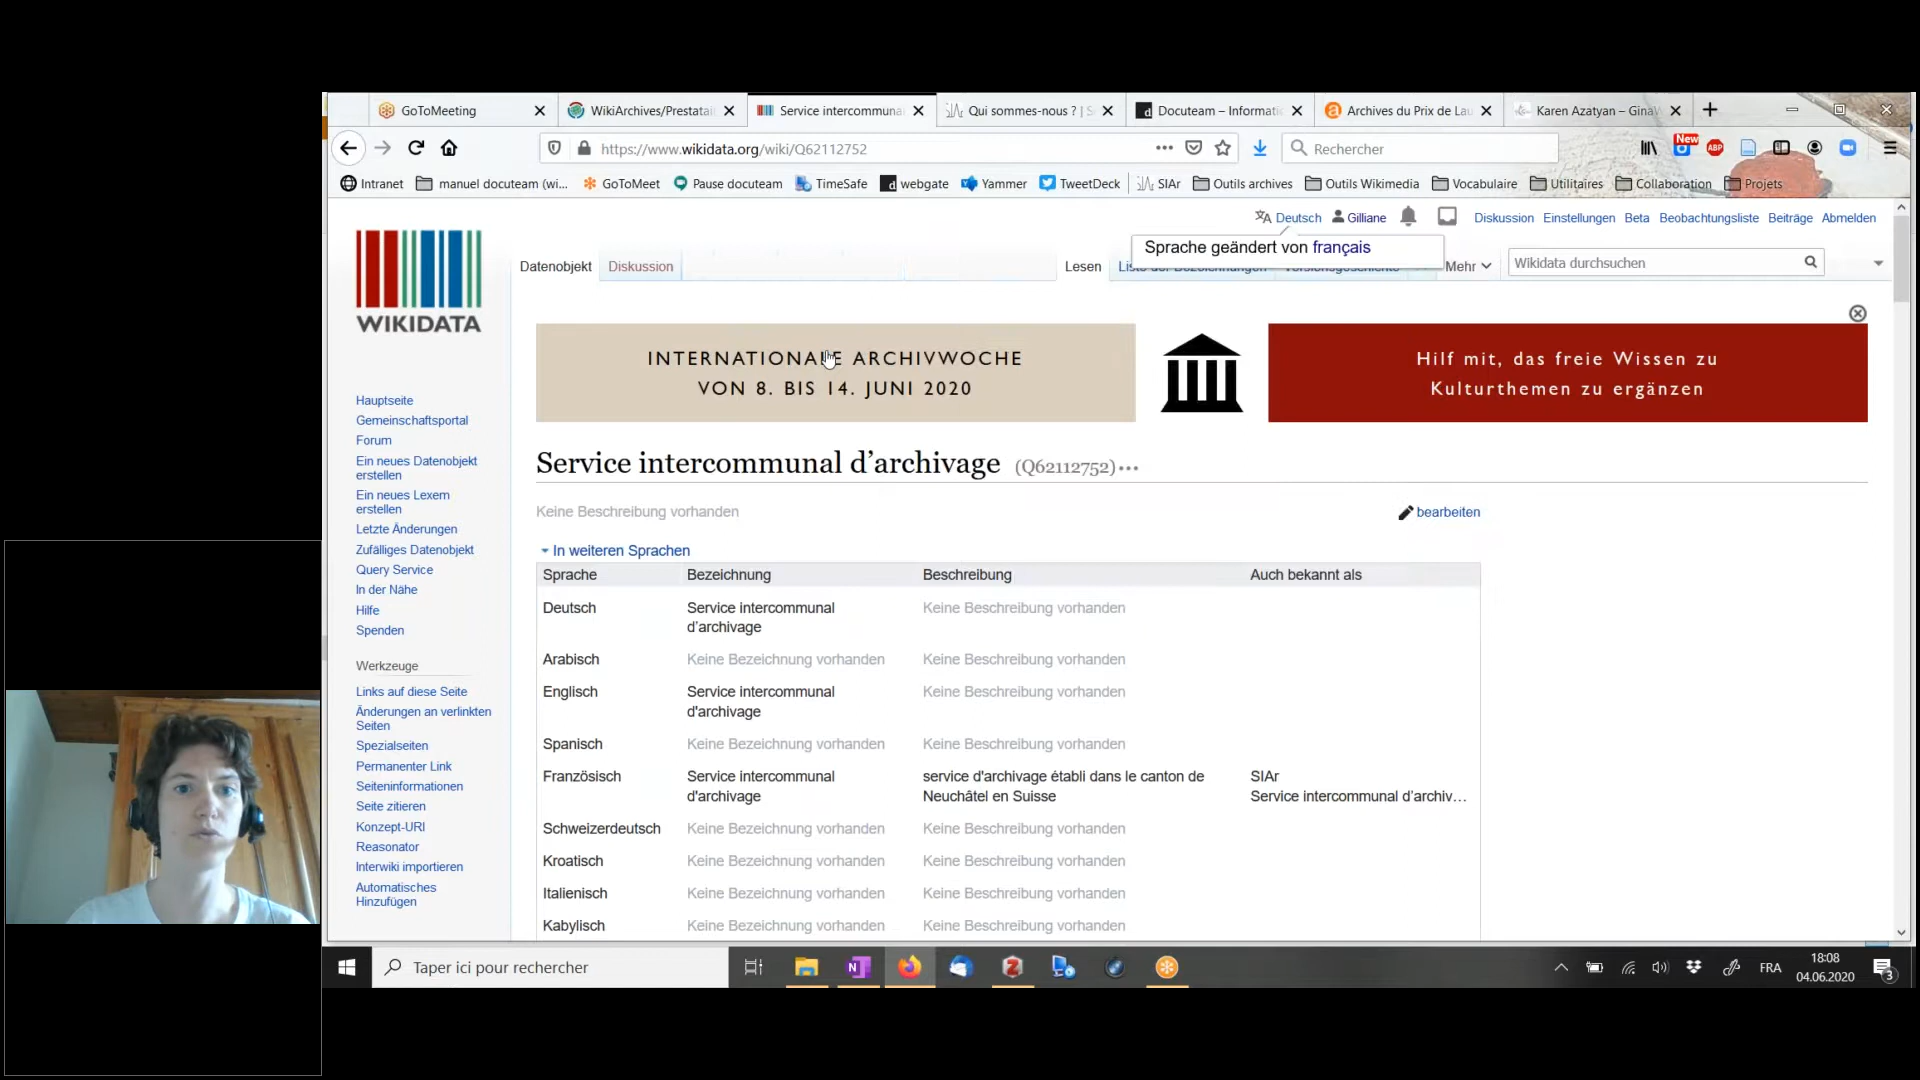 GoToMeeting
WikiArchives/Prestatai
Service intercommuna
Qui sommes-nous ? | S
Docuteam – Informati
Archives du Prix de Lau
Karen Azatyan – Gina
https://www.wikidata.org/wiki/Q62112752
Rechercher
New
ABP
Intranet
manuel docuteam (wi...
GoToMeet
Pause docuteam
TimeSafe
webgate
Yammer
TweetDeck
SIAr
Outils archives
Outils Wikimedia
Vocabulaire
Utilitaires
Collaboration
Projets
Deutsch
Gilliane
Diskussion
Einstellungen
Beta
Beobachtungsliste
Beiträge
Abmelden
Sprache geändert von français
WIKIDATA
Datenobjekt
Diskussion
Lesen
Liste der Bezeichnungen
Versionsgeschichte
Mehr
Wikidata durchsuchen
INTERNATIONALE ARCHIVWOCHE
VON 8. BIS 14. JUNI 2020
Hilf mit, das freie Wissen zu
Kulturthemen zu ergänzen
Hauptseite
Gemeinschaftsportal
Forum
Ein neues Datenobjekt
erstellen
Ein neues Lexem
erstellen
Letzte Änderungen
Zufälliges Datenobjekt
Query Service
In der Nähe
Hilfe
Spenden
Werkzeuge
Links auf diese Seite
Änderungen an verlinkten
Seiten
Spezialseiten
Permanenter Link
Seiteninformationen
Seite zitieren
Konzept-URI
Reasonator
Interwiki importieren
Automatisches
Hinzufügen
Service intercommunal d’archivage (Q62112752)
Keine Beschreibung vorhanden
bearbeiten
In weiteren Sprachen
Sprache Bezeichnung Beschreibung Auch bekannt als
Deutsch Service intercommunal Keine Beschreibung vorhanden
d’archivage
Arabisch Keine Bezeichnung vorhanden Keine Beschreibung vorhanden
Englisch Service intercommunal Keine Beschreibung vorhanden
d'archivage
Spanisch Keine Bezeichnung vorhanden Keine Beschreibung vorhanden
Französisch Service intercommunal service d'archivage établi dans le canton de SIAr
d'archivage Neuchâtel en Suisse Service intercommunal d’archiv…
Schweizerdeutsch Keine Bezeichnung vorhanden Keine Beschreibung vorhanden
Kroatisch Keine Bezeichnung vorhanden Keine Beschreibung vorhanden
Italienisch Keine Bezeichnung vorhanden Keine Beschreibung vorhanden
Kabylisch Keine Bezeichnung vorhanden Keine Beschreibung vorhanden
Taper ici pour rechercher
FRA
18:08
04.06.2020
3